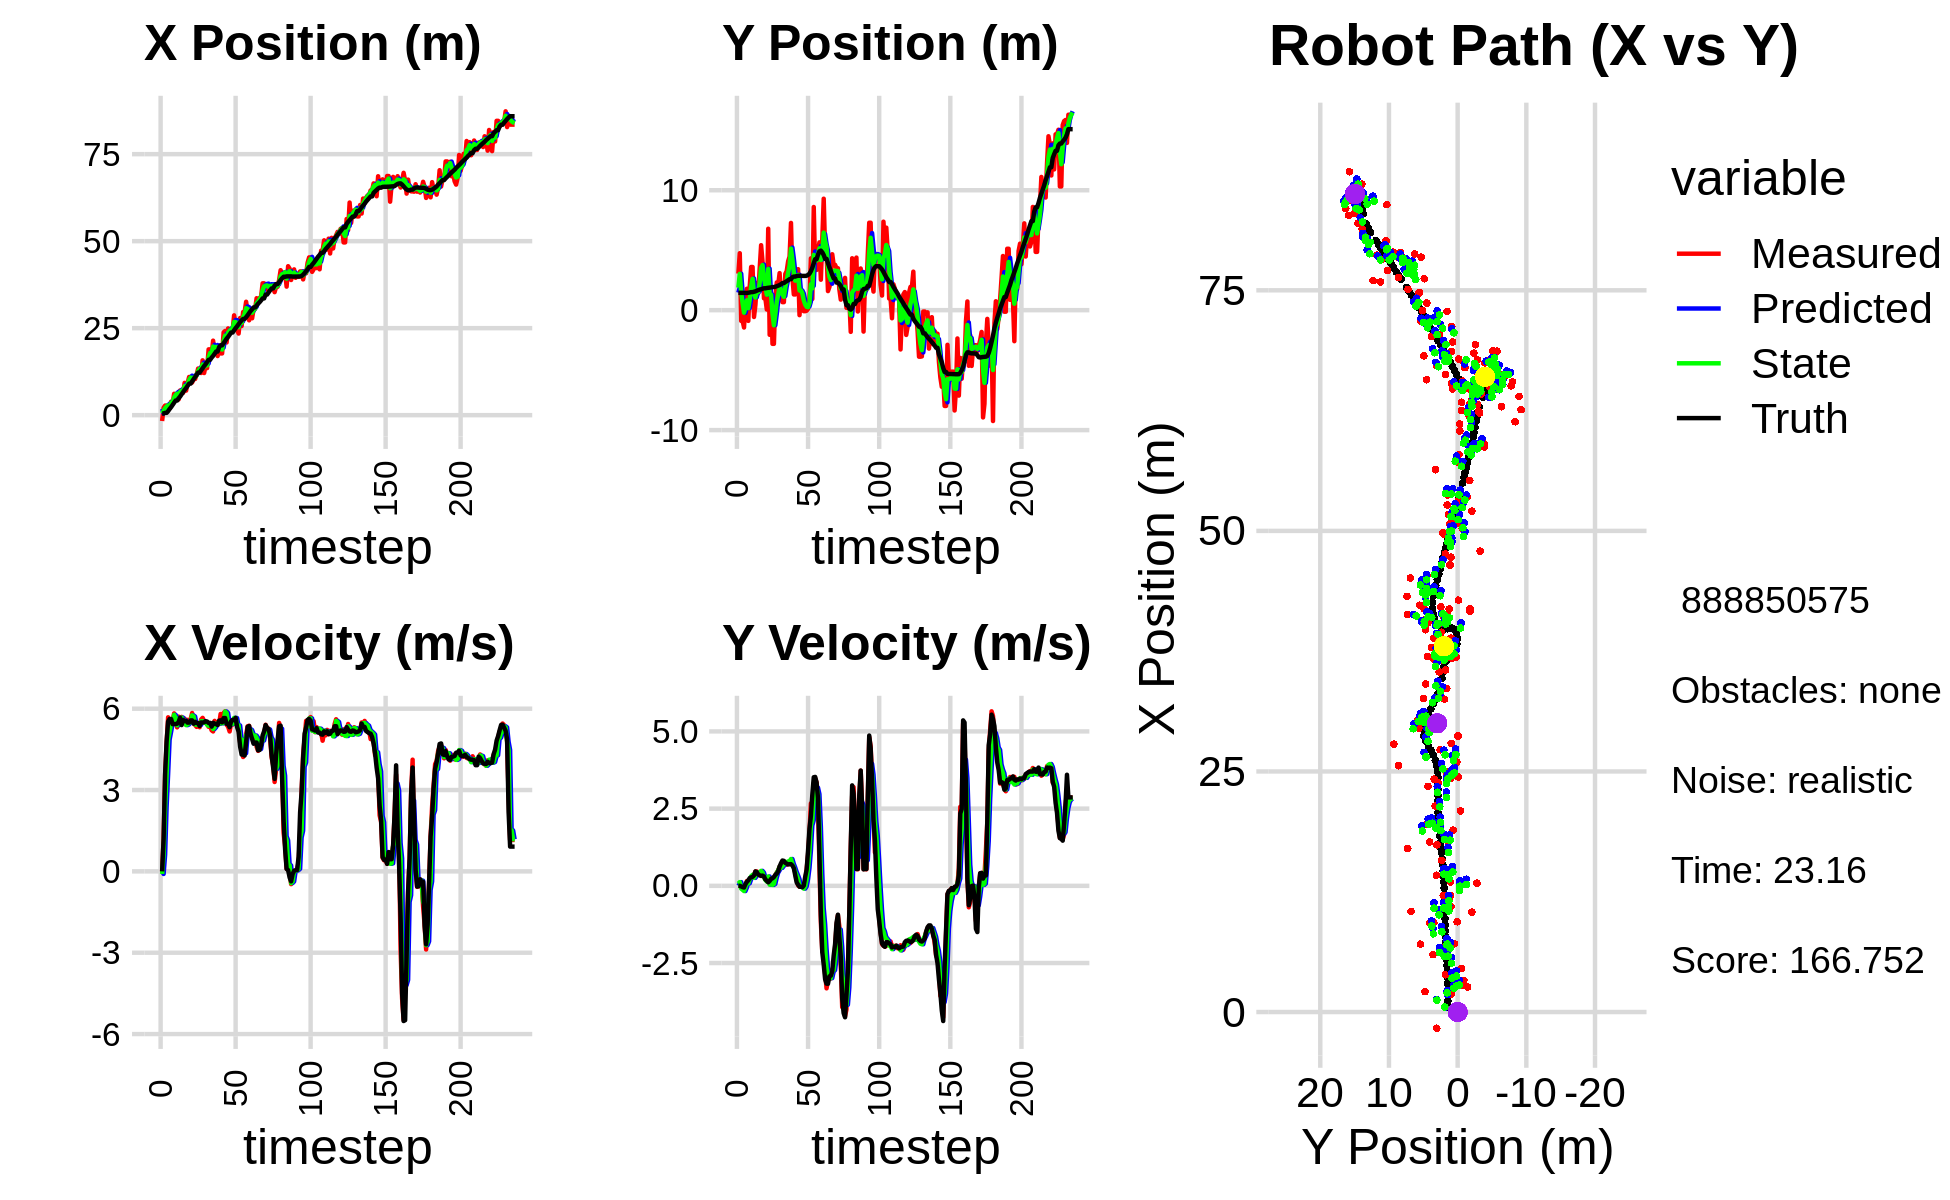 X Position (m)
75
50
25
0
0
50
100
150
200
timestep
Y Position (m)
10
0
-10
0
50
100
150
200
timestep
X Velocity (m/s)
6
3
0
-3
-6
0
50
100
150
200
timestep
Y Velocity (m/s)
5.0
2.5
0.0
-2.5
0
50
100
150
200
timestep
Robot Path (X vs Y)
X Position (m)
75
50
25
0
20 10 0 -10 -20
Y Position (m)
variable
Measured
Predicted
State
Truth
888850575
Obstacles: none
Noise: realistic
Time: 23.16
Score: 166.752